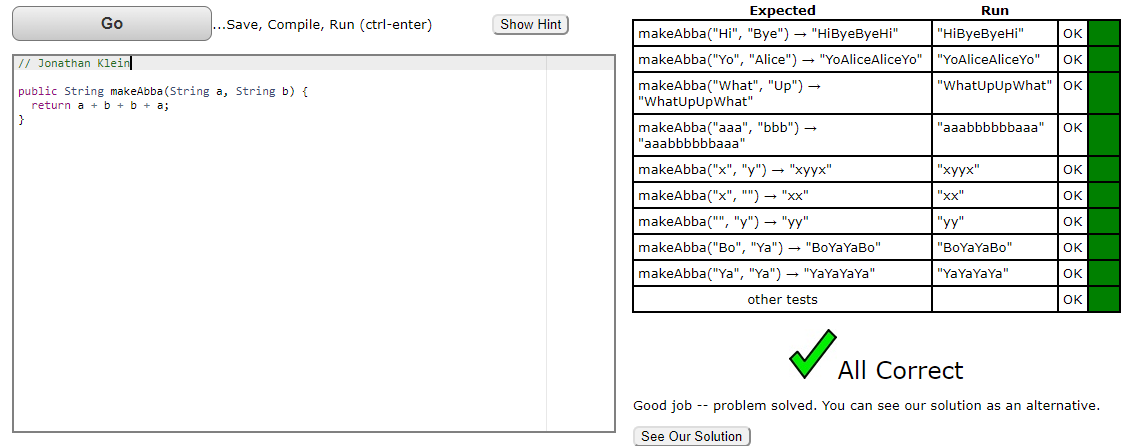 Go ...Save, Compile, Run (ctrl-enter) Show Hint
// Jonathan Klein
public String makeAbba(String a, String b) {
  return a + b + b + a;
}
Expected Run
makeAbba("Hi", "Bye") → "HiByeByeHi" "HiByeByeHi" OK
makeAbba("Yo", "Alice") → "YoAliceAliceYo" "YoAliceAliceYo" OK
makeAbba("What", "Up") → "WhatUpUpWhat" OK
"WhatUpUpWhat"
makeAbba("aaa", "bbb") → "aaabbbbbbaaa" OK
"aaabbbbbbaaa"
makeAbba("x", "y") → "xyyx" "xyyx" OK
makeAbba("x", "") → "xx" "xx" OK
makeAbba("", "y") → "yy" "yy" OK
makeAbba("Bo", "Ya") → "BoYaYaBo" "BoYaYaBo" OK
makeAbba("Ya", "Ya") → "YaYaYaYa" "YaYaYaYa" OK
other tests OK
All Correct
Good job -- problem solved. You can see our solution as an alternative.
See Our Solution